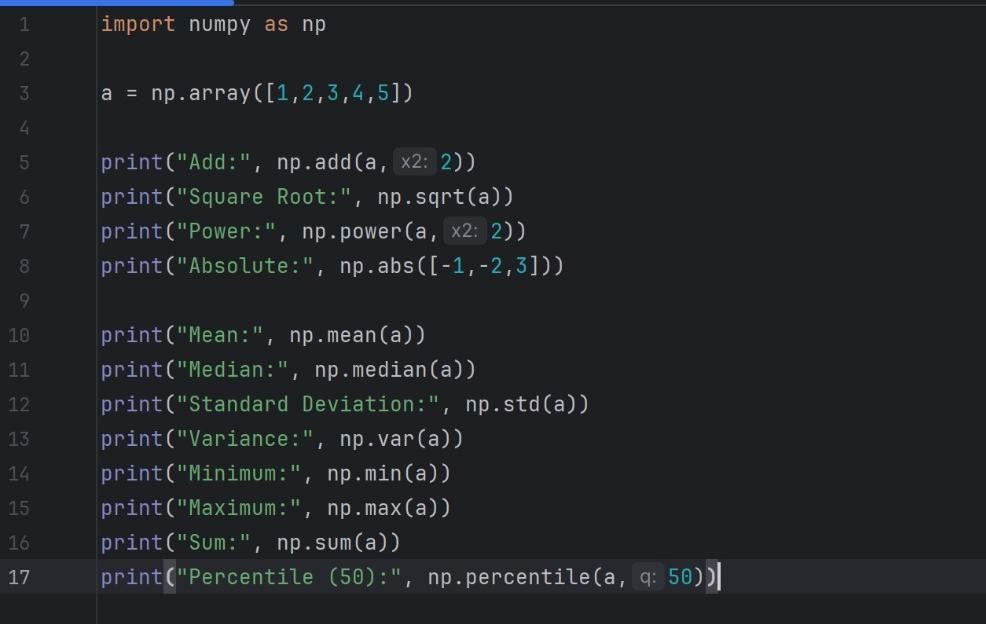 1 import numpy as np
2
3 a = np.array([1,2,3,4,5])
4
5 print("Add:", np.add(a, x2: 2))
6 print("Square Root:", np.sqrt(a))
7 print("Power:", np.power(a, x2: 2))
8 print("Absolute:", np.abs([-1,-2,3]))
9
10 print("Mean:", np.mean(a))
11 print("Median:", np.median(a))
12 print("Standard Deviation:", np.std(a))
13 print("Variance:", np.var(a))
14 print("Minimum:", np.min(a))
15 print("Maximum:", np.max(a))
16 print("Sum:", np.sum(a))
17 print("Percentile (50):", np.percentile(a, q: 50))